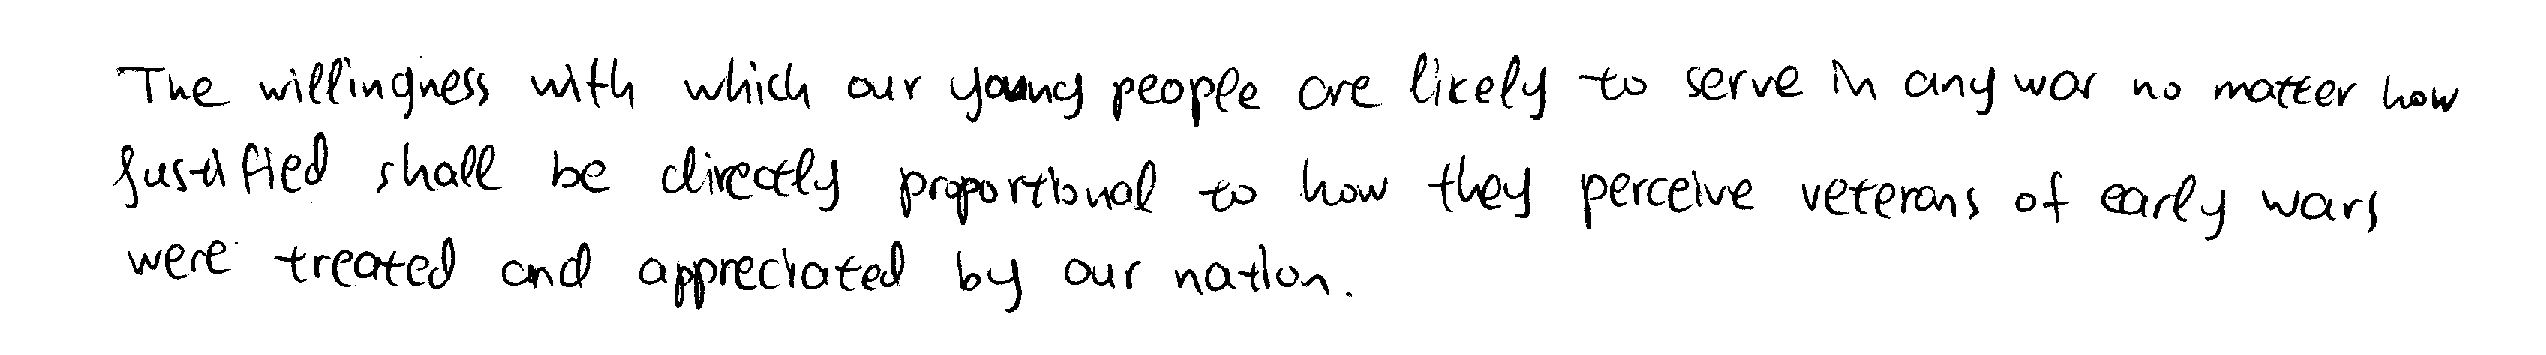 The willingness with which our young people are likely to serve in any war no matter how
justified shall be directly proportional to how they perceive veterans of early wars
were treated and appreciated by our nation.